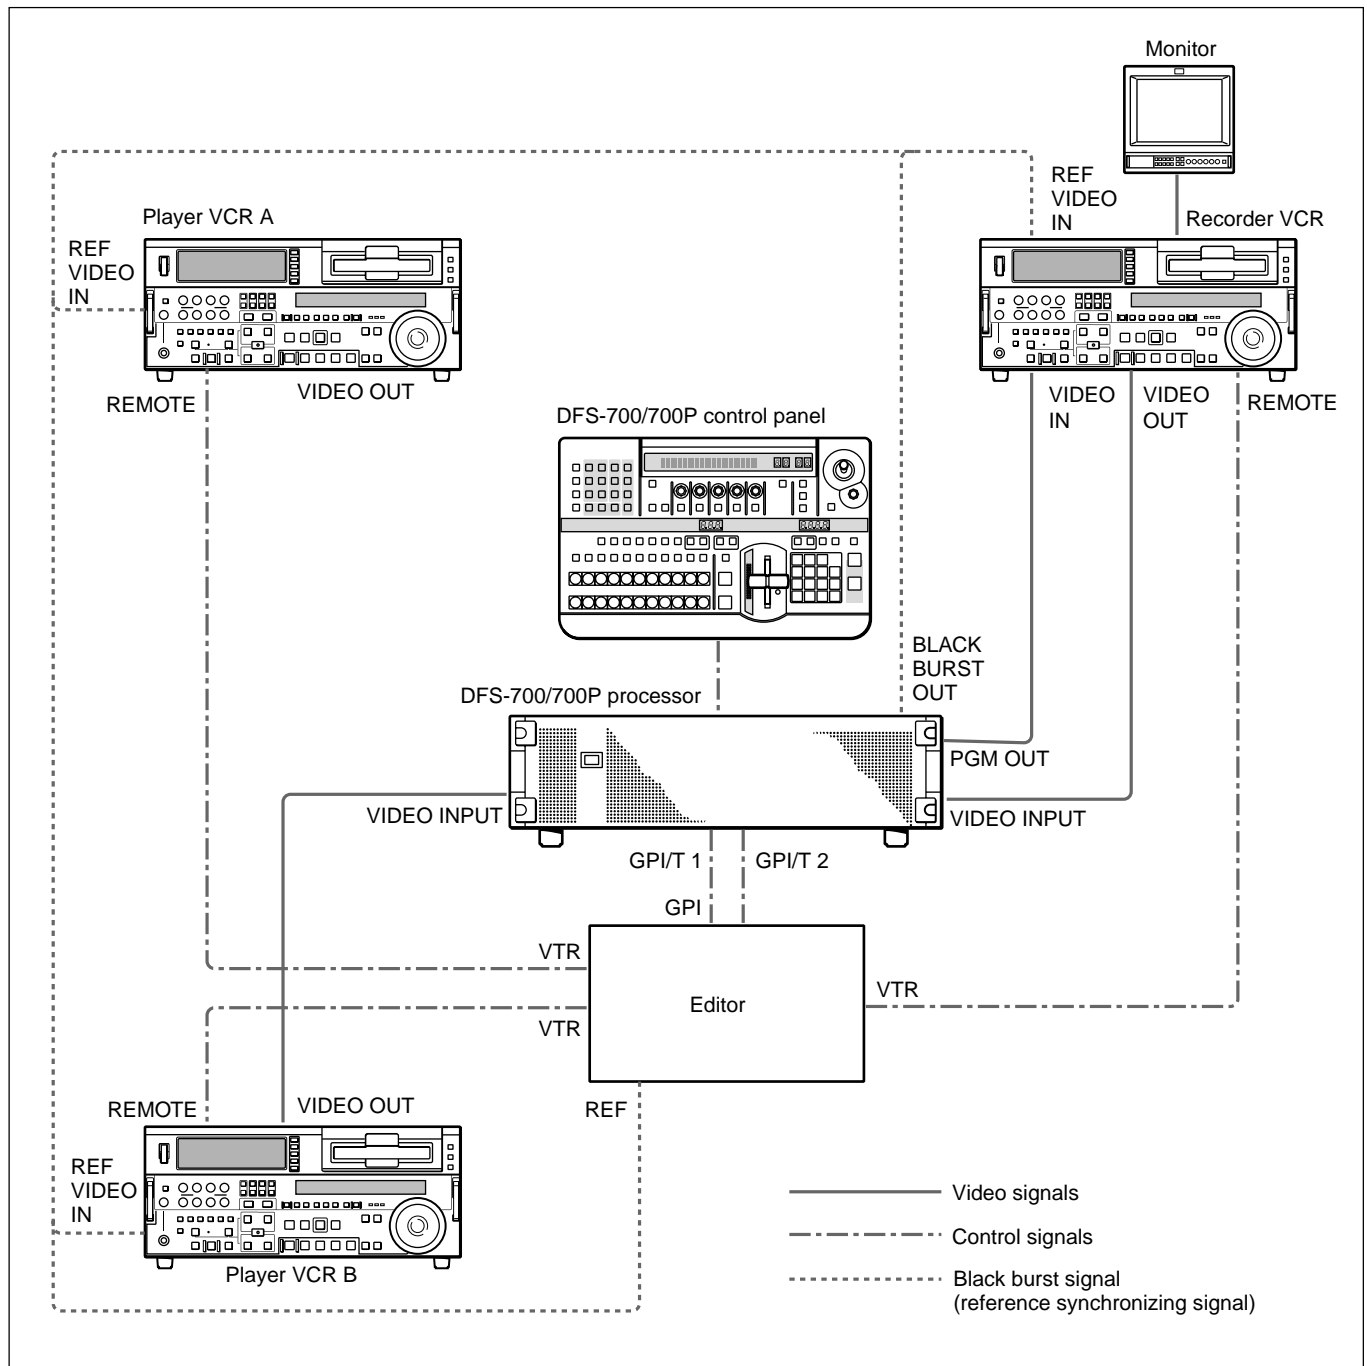 Monitor
REF
VIDEO
IN
Recorder VCR
Player VCR A
REF
VIDEO
IN
REMOTE
VIDEO OUT
VIDEO
IN
VIDEO
OUT
REMOTE
DFS-700/700P control panel
BLACK
BURST
OUT
DFS-700/700P processor
PGM OUT
VIDEO INPUT
VIDEO INPUT
GPI/T 1
GPI/T 2
GPI
VTR
Editor
VTR
VTR
REMOTE
VIDEO OUT
REF
REF
VIDEO
IN
Player VCR B
Video signals
Control signals
Black burst signal
(reference synchronizing signal)